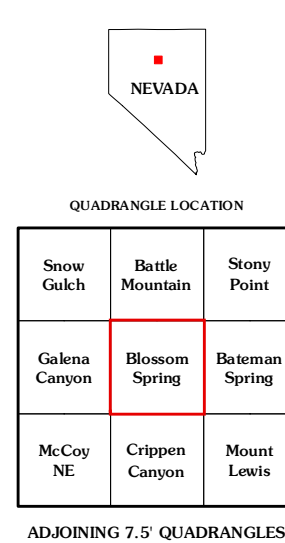 NEVADA
QUADRANGLE LOCATION
Snow
Gulch
Battle
Mountain
Stony
Point
Galena
Canyon
Blossom
Spring
Bateman
Spring
McCoy
NE
Crippen
Canyon
Mount
Lewis
ADJOINING 7.5' QUADRANGLES